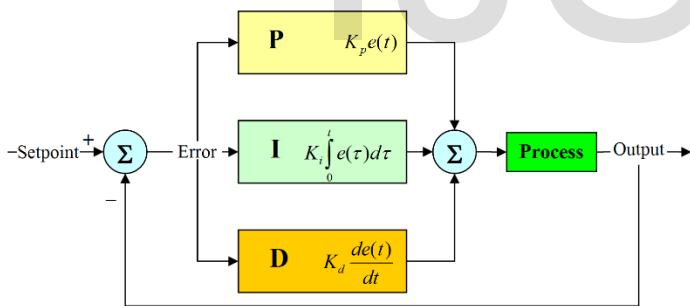 P K_p e(t)
–Setpoint + Σ Error I K_i ∫_0^t e(τ)dτ Σ Process Output
–
D K_d de(t)/dt